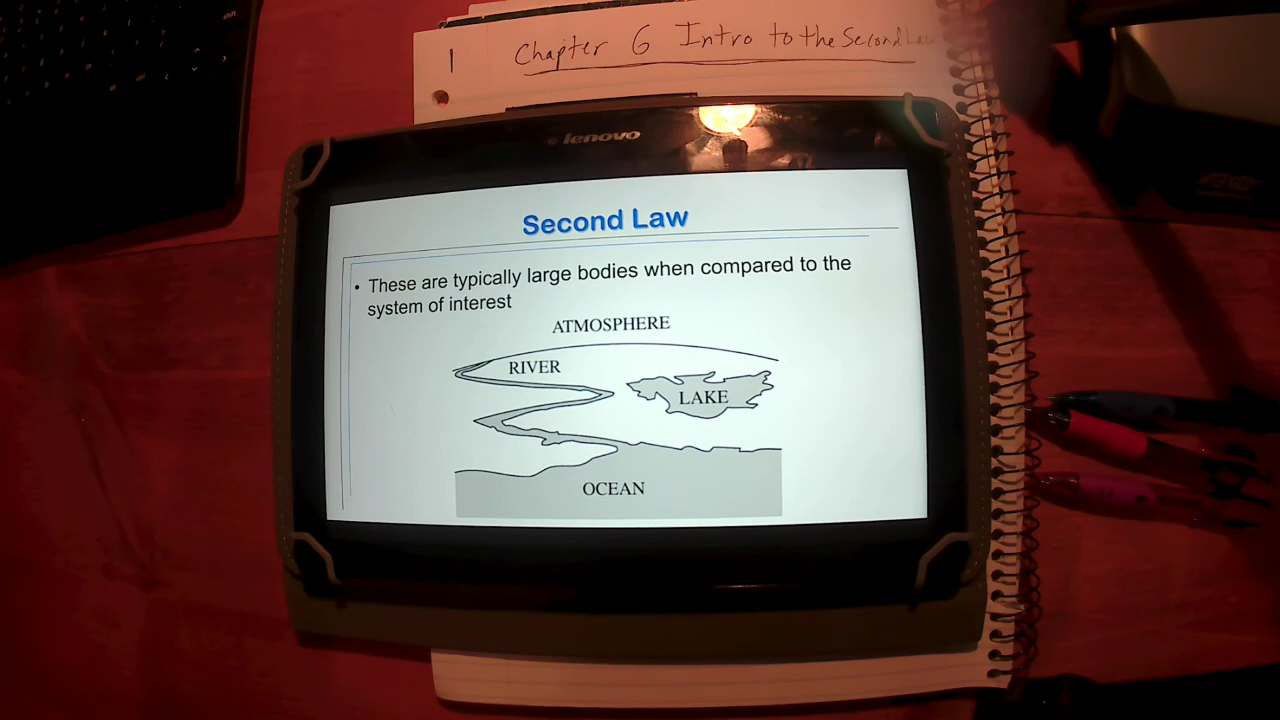 1 Chapter 6 Intro to the Second Law
lenovo
Second Law
• These are typically large bodies when compared to the
system of interest
ATMOSPHERE
RIVER
LAKE
OCEAN